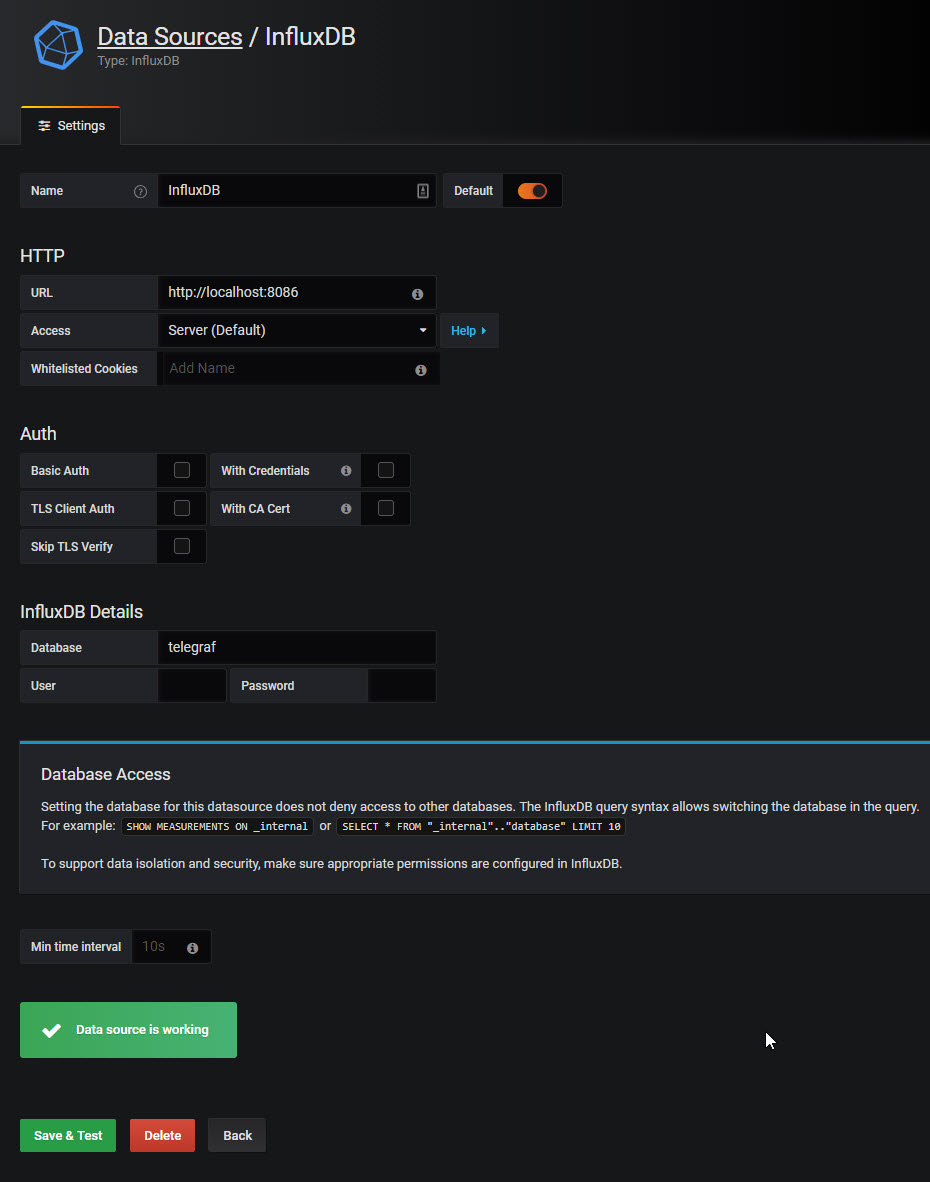 Data Sources / InfluxDB
Type: InfluxDB
Settings
Name InfluxDB Default
HTTP
URL http://localhost:8086
Access Server (Default) Help
Whitelisted Cookies Add Name
Auth
Basic Auth With Credentials
TLS Client Auth With CA Cert
Skip TLS Verify
InfluxDB Details
Database telegraf
User Password
Database Access
Setting the database for this datasource does not deny access to other databases. The InfluxDB query syntax allows switching the database in the query.
For example: SHOW MEASUREMENTS ON _internal or SELECT * FROM "_internal".."database" LIMIT 10
To support data isolation and security, make sure appropriate permissions are configured in InfluxDB.
Min time interval 10s
Data source is working
Save & Test Delete Back